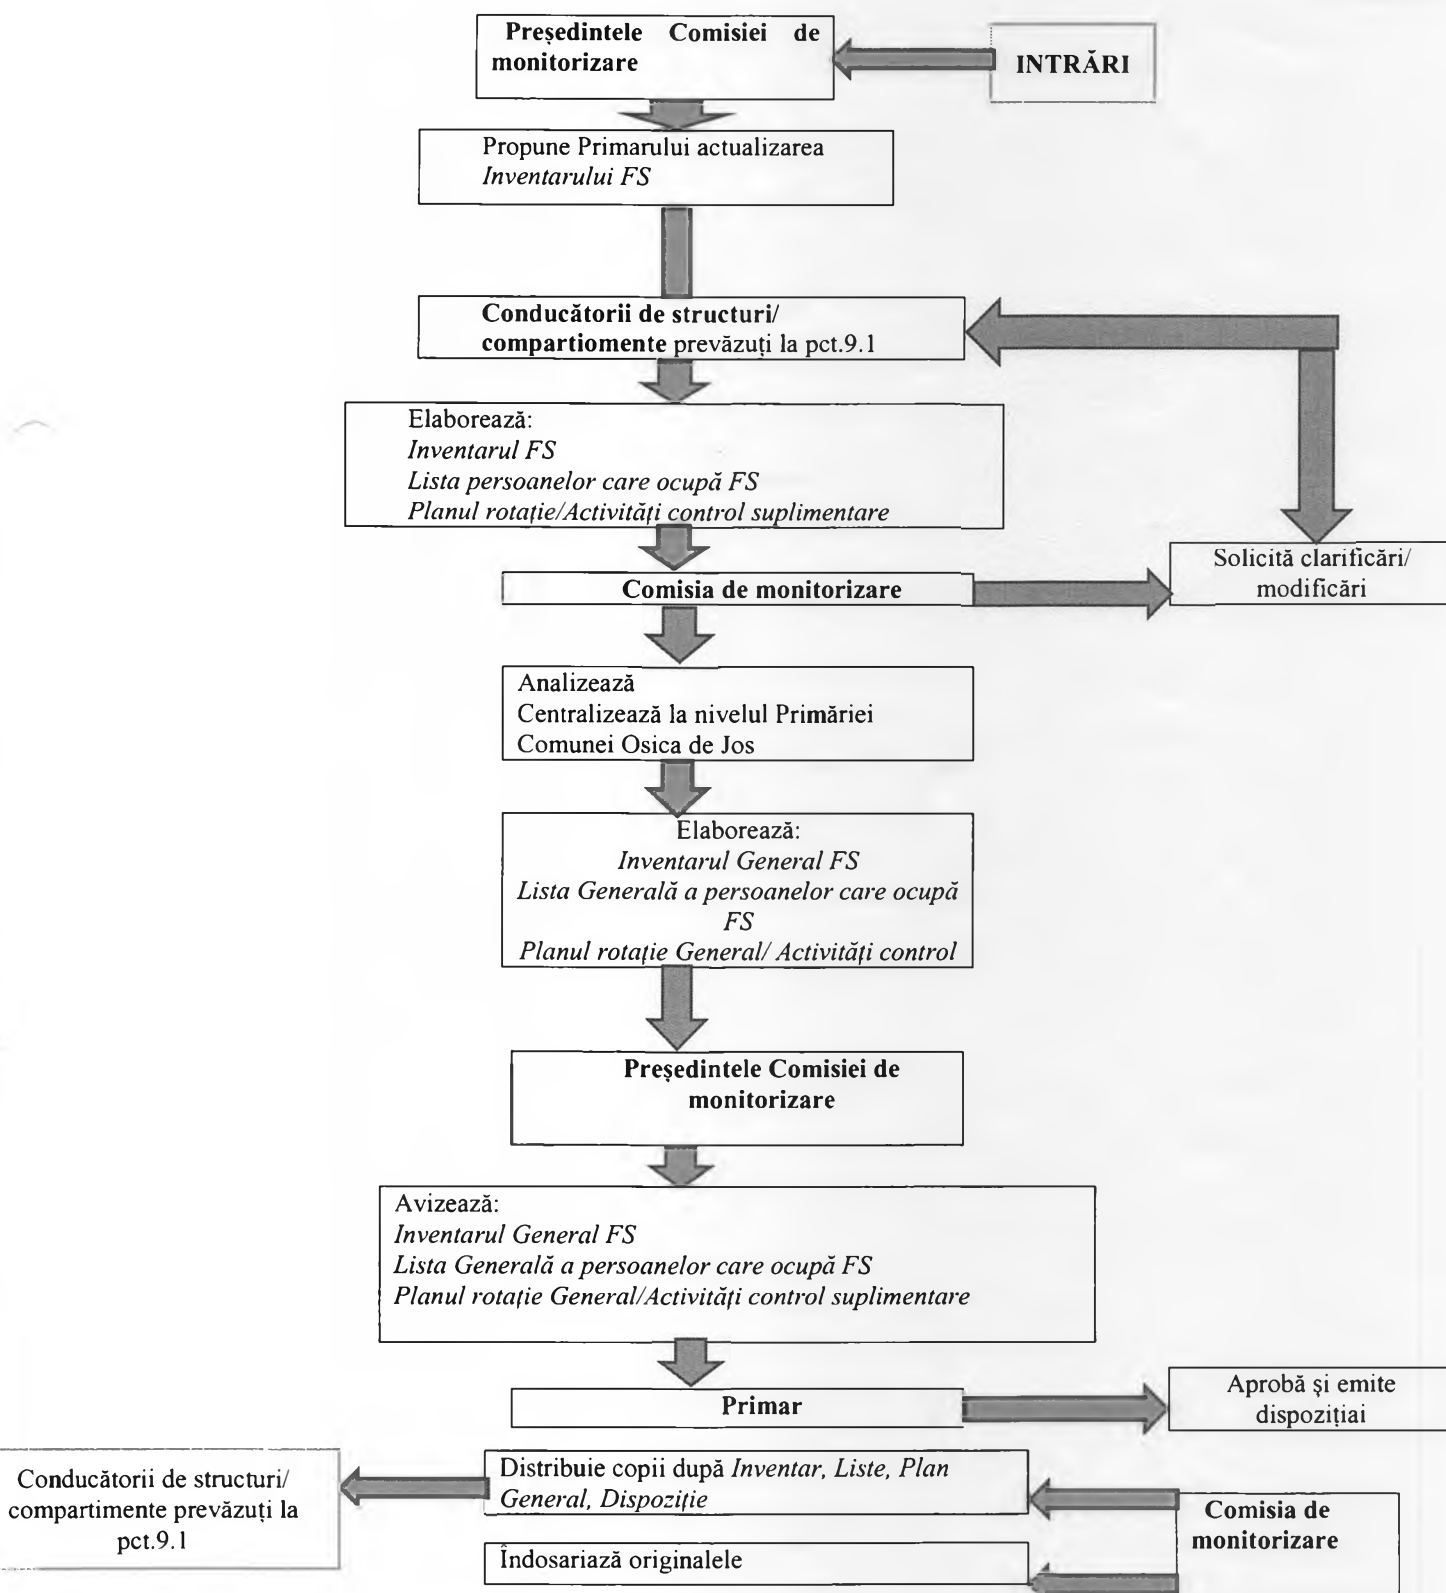 Președintele Comisiei de
monitorizare
INTRĂRI
Propune Primarului actualizarea
Inventarului FS
Conducătorii de structuri/
compartiomente prevăzuți la pct.9.1
Elaborează:
Inventarul FS
Lista persoanelor care ocupă FS
Planul rotație/Activități control suplimentare
Comisia de monitorizare
Solicită clarificări/
modificări
Analizează
Centralizează la nivelul Primăriei
Comunei Osica de Jos
Elaborează:
Inventarul General FS
Lista Generală a persoanelor care ocupă
FS
Planul rotație General/ Activități control
Președintele Comisiei de
monitorizare
Avizează:
Inventarul General FS
Lista Generală a persoanelor care ocupă FS
Planul rotație General/Activități control suplimentare
Primar
Aprobă și emite
dispozițiai
Conducătorii de structuri/
compartimente prevăzuți la
pct.9.1
Distribuie copii după Inventar, Liste, Plan
General, Dispoziție
Comisia de
monitorizare
Îndosariază originalele